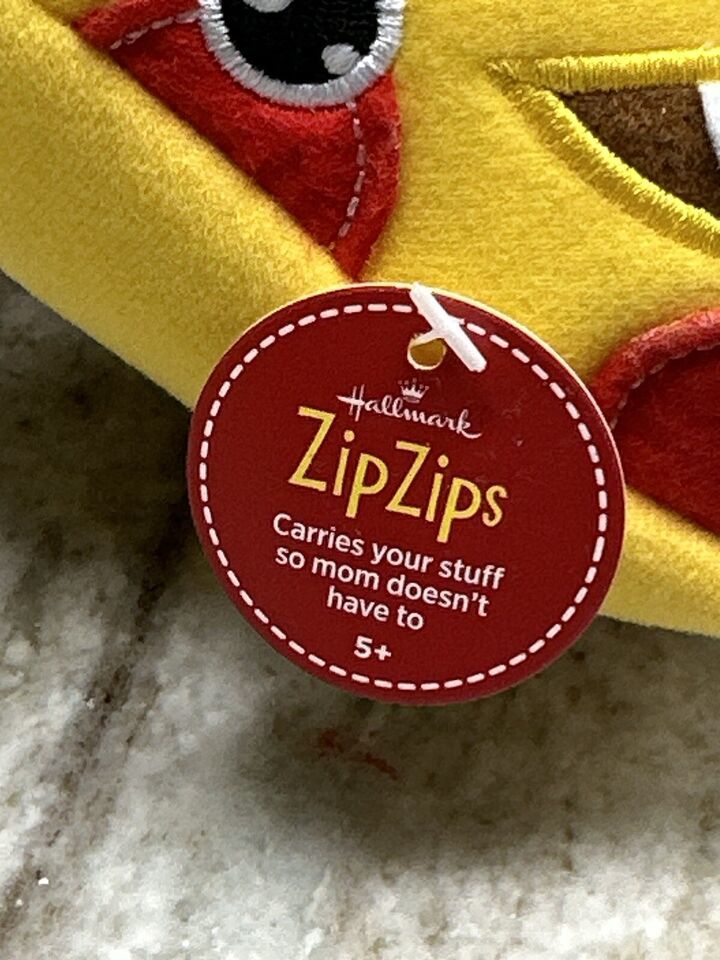 Hallmark
ZipZips
Carries your stuff
so mom doesn't
have to
5+